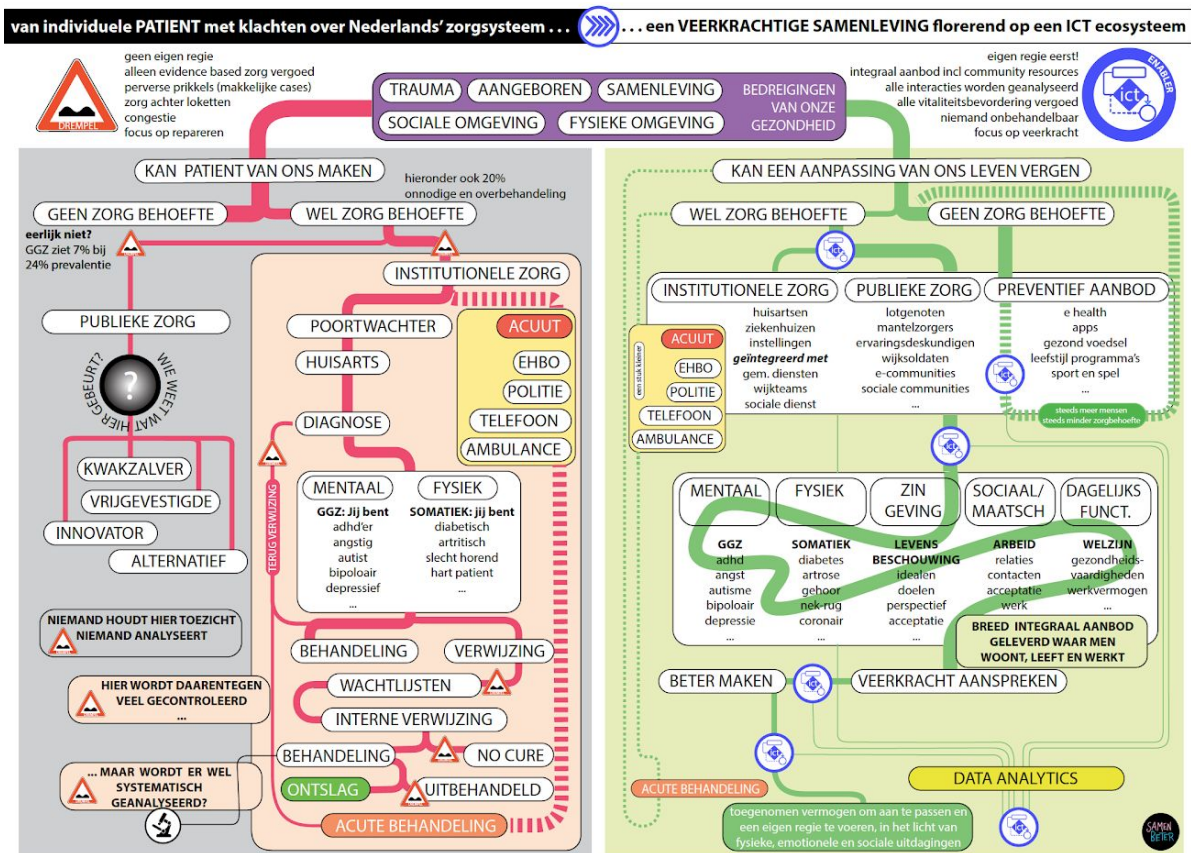 van individuele PATIENT met klachten over Nederlands' zorgsysteem . . .
. . . een VEERKRACHTIGE SAMENLEVING florerend op een ICT ecosysteem
DREMPEL
geen eigen regie
alleen evidence based zorg vergoed
perverse prikkels (makkelijke cases)
zorg achter loketten
congestie
focus op repareren
TRAUMA
AANGEBOREN
SAMENLEVING
SOCIALE OMGEVING
FYSIEKE OMGEVING
BEDREIGINGEN
VAN ONZE
GEZONDHEID
eigen regie eerst!
integraal aanbod incl community resources
alle interacties worden geanalyseerd
alle vitaliteitsbevordering vergoed
niemand onbehandelbaar
focus op veerkracht
ENABLER
ict
KAN PATIENT VAN ONS MAKEN
hieronder ook 20%
onnodige en overbehandeling
GEEN ZORG BEHOEFTE
WEL ZORG BEHOEFTE
eerlijk niet?
GGZ ziet 7% bij
24% prevalentie
INSTITUTIONELE ZORG
PUBLIEKE ZORG
WIE WEET WAT HIER GEBEURT?
?
POORTWACHTER
HUISARTS
DIAGNOSE
ACUUT
EHBO
POLITIE
TELEFOON
AMBULANCE
KWAKZALVER
VRIJGEVESTIGDE
INNOVATOR
ALTERNATIEF
TERUG VERWIJZING
MENTAAL
GGZ: Jij bent
adhd'er
angstig
autist
bipoloair
depressief
...
FYSIEK
SOMATIEK: jij bent
diabetisch
artritisch
slecht horend
hart patient
...
NIEMAND HOUDT HIER TOEZICHT
NIEMAND ANALYSEERT
HIER WORDT DAARENTEGEN
VEEL GECONTROLEERD
...
... MAAR WORDT ER WEL
SYSTEMATISCH
GEANALYSEERD?
BEHANDELING
VERWIJZING
WACHTLIJSTEN
INTERNE VERWIJZING
BEHANDELING
NO CURE
ONTSLAG
UITBEHANDELD
ACUTE BEHANDELING
KAN EEN AANPASSING VAN ONS LEVEN VERGEN
WEL ZORG BEHOEFTE
GEEN ZORG BEHOEFTE
ict
INSTITUTIONELE ZORG
huisartsen
ziekenhuizen
instellingen
geïntegreerd met
gem. diensten
wijkteams
sociale dienst
PUBLIEKE ZORG
lotgenoten
mantelzorgers
ervaringsdeskundigen
wijksoldaten
e-communities
sociale communities
...
PREVENTIEF AANBOD
e health
apps
gezond voedsel
leefstijl programma's
sport en spel
...
ict
steeds meer mensen
steeds minder zorgbehoefte
een stuk kleiner
ACUUT
EHBO
POLITIE
TELEFOON
AMBULANCE
ict
MENTAAL
GGZ
adhd
angst
autisme
bipoloair
depressie
...
FYSIEK
SOMATIEK
diabetes
artrose
gehoor
nek-rug
coronair
...
ZIN
GEVING
LEVENS
BESCHOUWING
idealen
doelen
perspectief
acceptatie
...
SOCIAAL/
MAATSCH
ARBEID
relaties
contacten
acceptatie
werk
DAGELIJKS
FUNCT.
WELZIJN
gezondheids-
vaardigheden
werkvermogen
...
BREED INTEGRAAL AANBOD
GELEVERD WAAR MEN
WOONT, LEEFT EN WERKT
BETER MAKEN
ict
VEERKRACHT AANSPREKEN
ict
ACUTE BEHANDELING
DATA ANALYTICS
toegenomen vermogen om aan te passen en
een eigen regie te voeren, in het licht van
fysieke, emotionele en sociale uitdagingen
ict
SAMEN
BETER